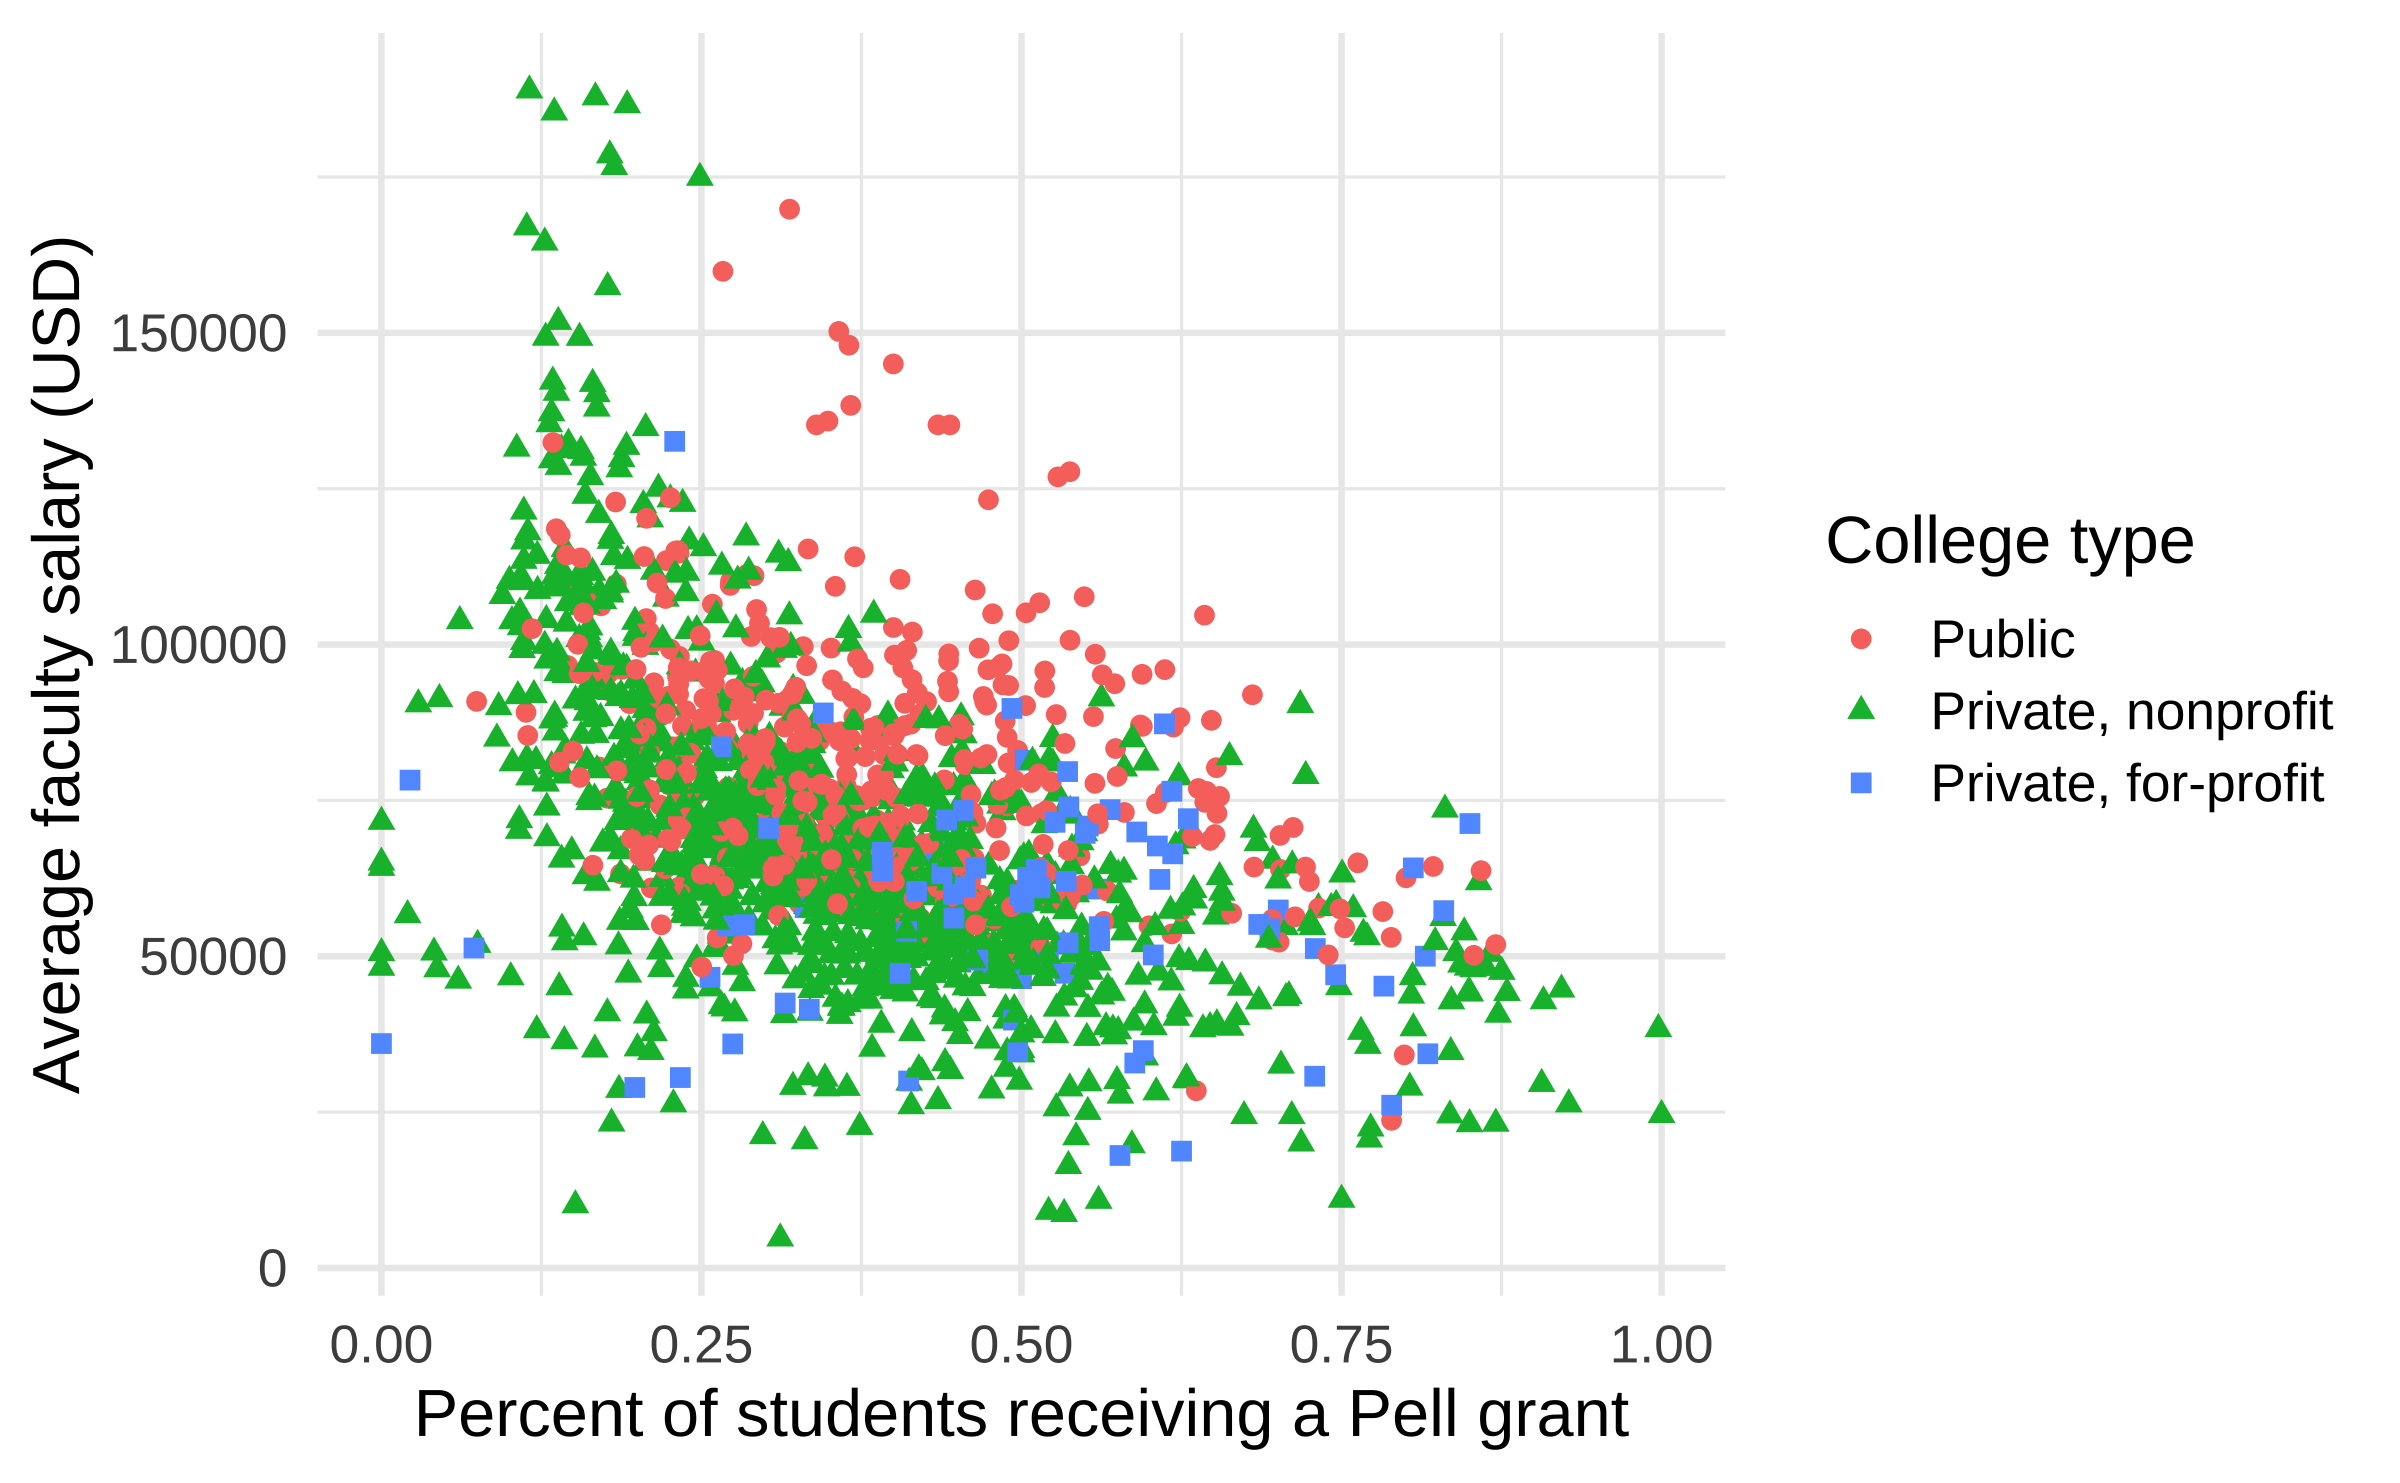 Average faculty salary (USD)
150000
100000
50000
0
0.00 0.25 0.50 0.75 1.00
Percent of students receiving a Pell grant
College type
Public
Private, nonprofit
Private, for-profit